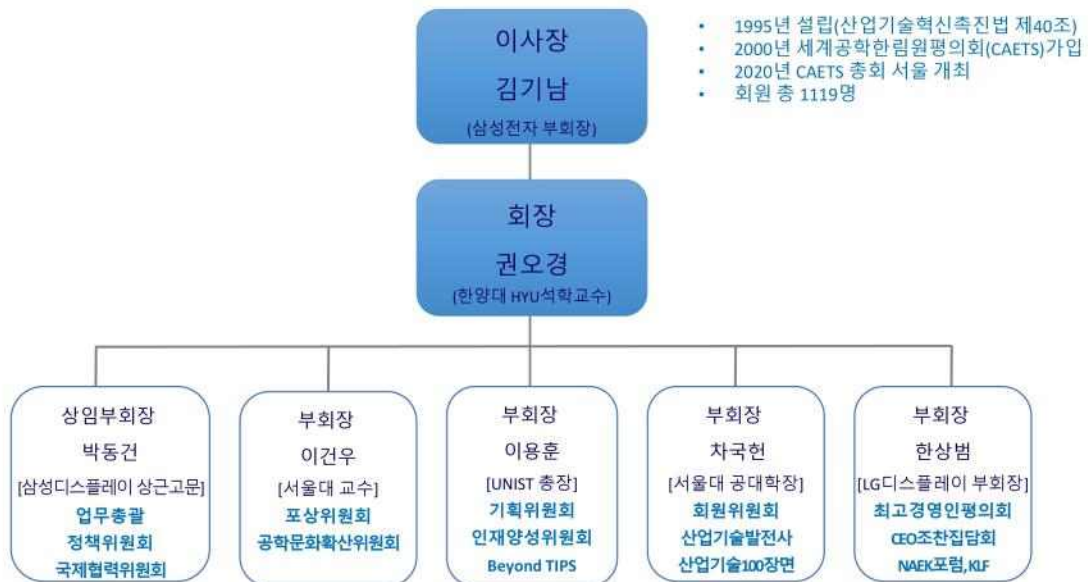 이사장
김기남
(삼성전자 부회장)
• 1995년 설립(산업기술혁신촉진법 제40조)
• 2000년 세계공학한림원평의회(CAETS)가입
• 2020년 CAETS 총회 서울 개최
• 회원 총 1119명
회장
권오경
(한양대 HYU석학교수)
상임부회장
박동건
[삼성디스플레이 상근고문]
업무총괄
정책위원회
국제협력위원회
부회장
이건우
[서울대 교수]
포상위원회
공학문화확산위원회
부회장
이용훈
[UNIST 총장]
기획위원회
인재양성위원회
Beyond TIPS
부회장
차국헌
[서울대 공대학장]
회원위원회
산업기술발전사
산업기술100장면
부회장
한상범
[LG디스플레이 부회장]
최고경영인평의회
CEO조찬집담회
NAEK포럼, KLF